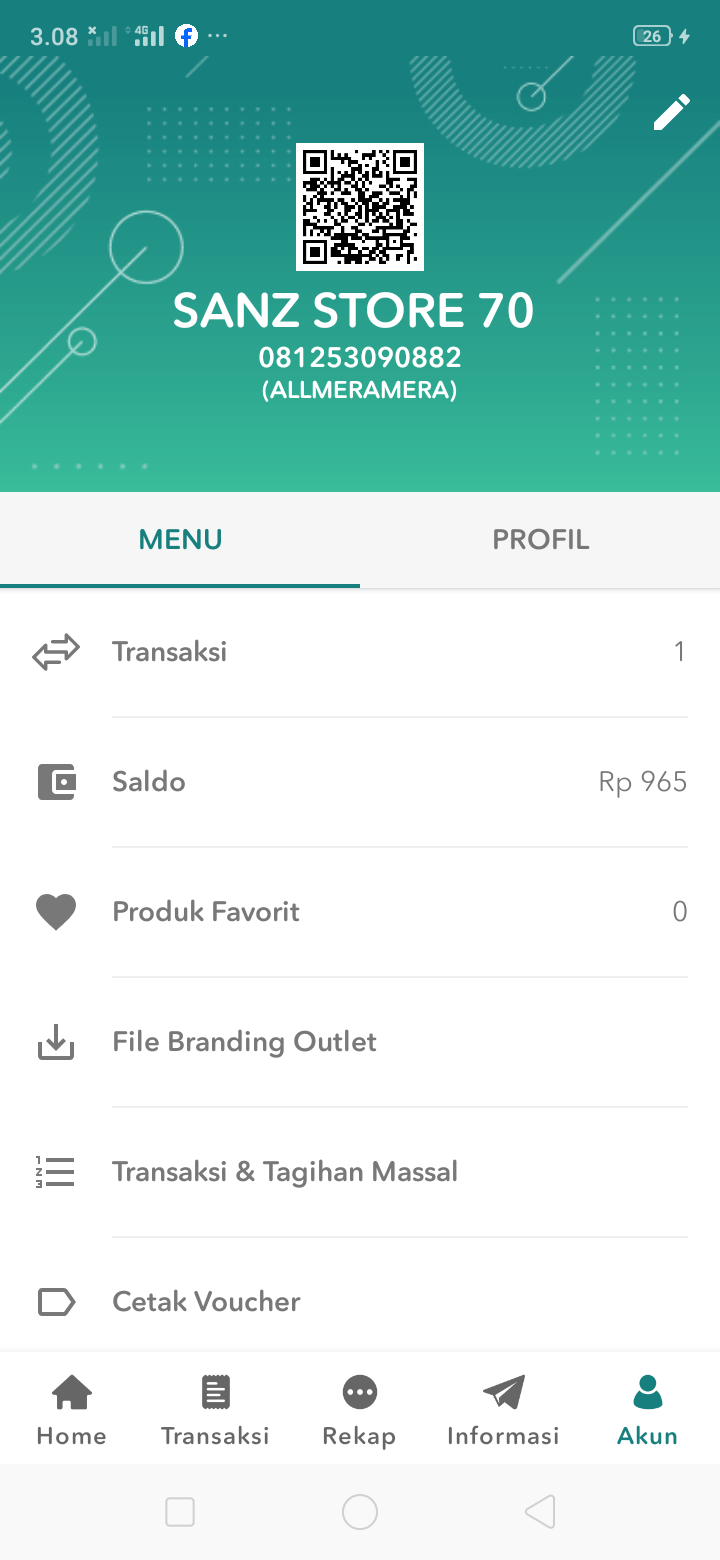 3.08 4G 26
SANZ STORE 70
081253090882
(ALLMERAMERA)
MENU PROFIL
Transaksi 1
Saldo Rp 965
Produk Favorit 0
File Branding Outlet
Transaksi & Tagihan Massal
Cetak Voucher
Home Transaksi Rekap Informasi Akun